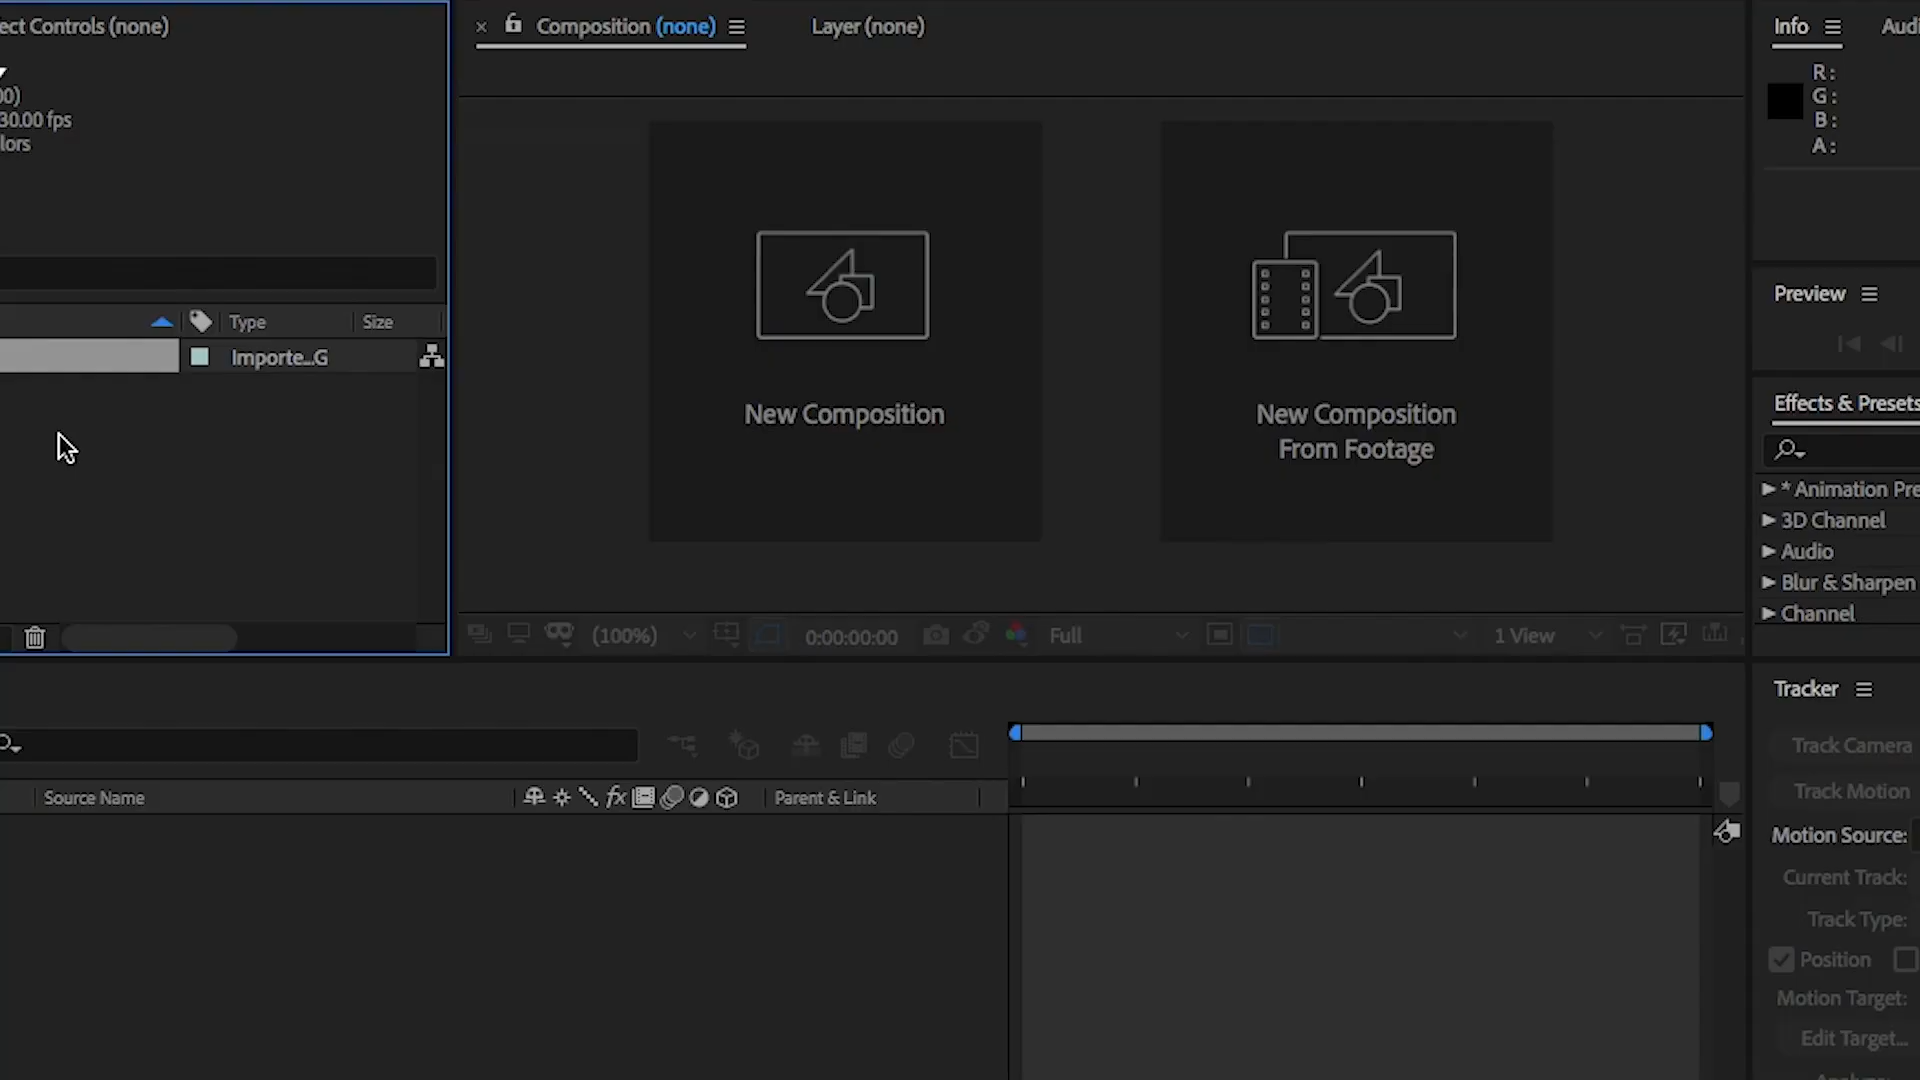 ect Controls (none)
Composition (none)
Layer (none)
Info
Audi
00)
30.00 fps
lors
R :
G :
B :
A :
Type
Size
Importe...G
New Composition
New Composition
From Footage
Preview
Effects & Presets
* Animation Pre
3D Channel
Audio
Blur & Sharpen
Channel
(100%)
0:00:00:00
Full
1 View
Tracker
Track Camera
Track Motion
Motion Source:
Current Track:
Track Type:
Position
Motion Target:
Edit Target...
Source Name
fx
Parent & Link